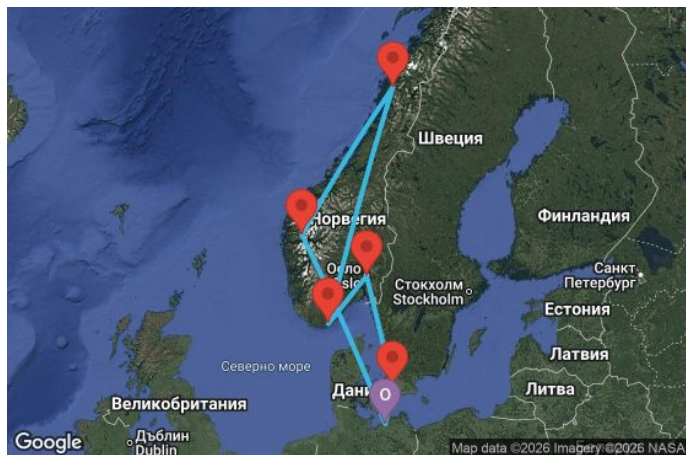 Швеция
Норвегия
Финландия
Осло
Oslo
Санкт
Петербург
Стокхолм
Stockholm
Естония
Латвия
Северно море
Дани
Литва
О
Великобритания
Дъблин
Dublin
Google
Map data ©2026 Imagery ©2026 NASA